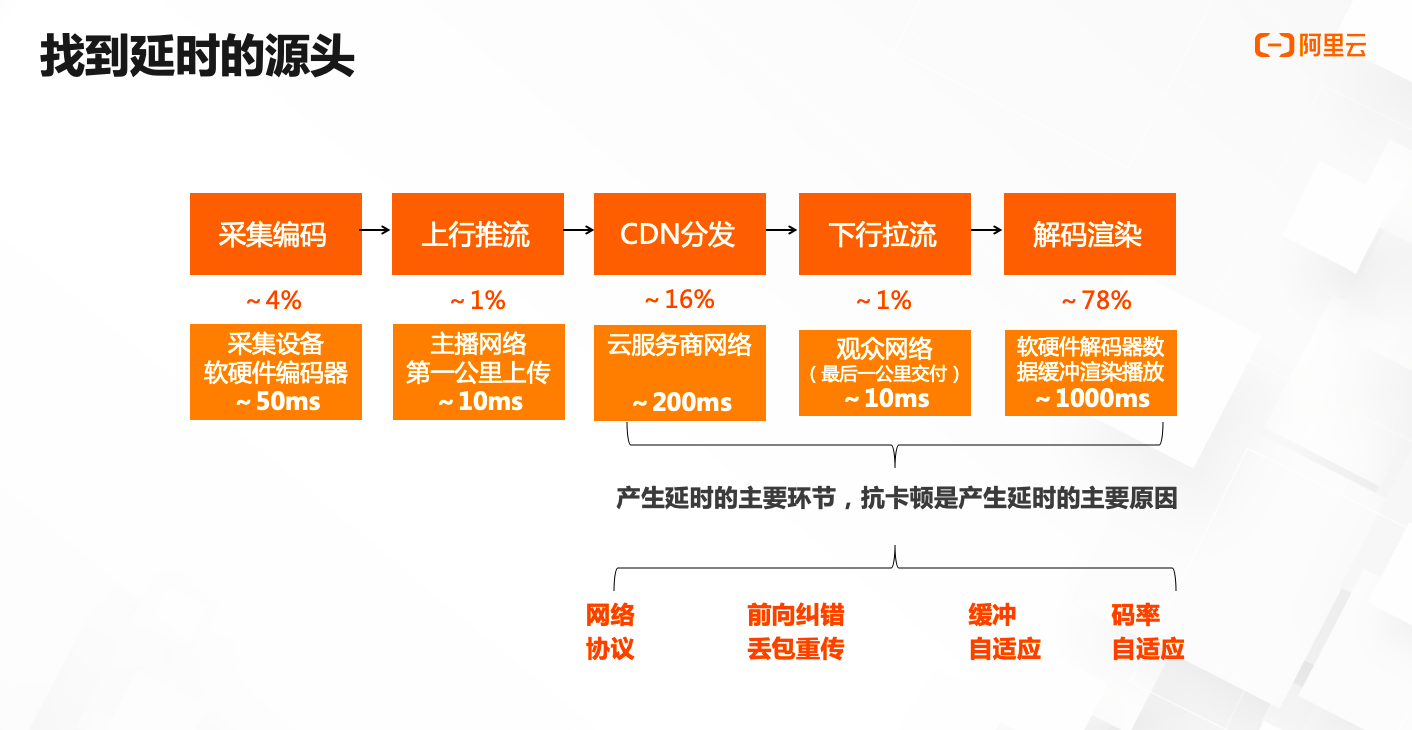 找到延时的源头
阿里云
采集编码
上行推流
CDN分发
下行拉流
解码渲染
~4%
~1%
~16%
~1%
~78%
采集设备
软硬件编码器
~50ms
主播网络
第一公里上传
~10ms
云服务商网络
~200ms
观众网络
（最后一公里交付）
~10ms
软硬件解码器数
据缓冲渲染播放
~1000ms
产生延时的主要环节，抗卡顿是产生延时的主要原因
网络
协议
前向纠错
丢包重传
缓冲
自适应
码率
自适应